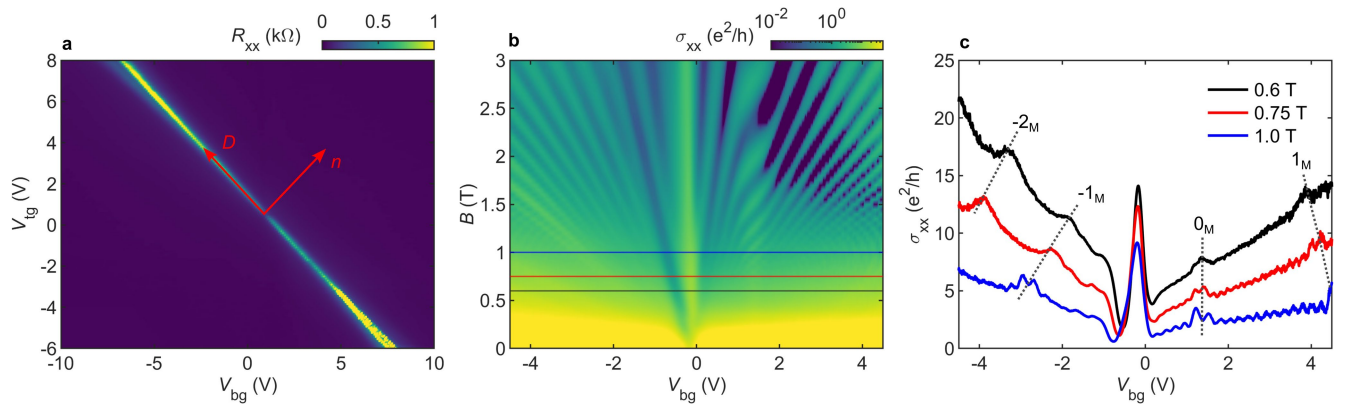 a
R_xx (kΩ)
0 0.5 1
V_tg (V)
8
6
4
2
0
-2
-4
-6
D
n
-10 -5 0 5 10
V_bg (V)
b
σ_xx (e²/h)
10⁻² 10⁰
B (T)
3
2.5
2
1.5
1
0.5
0
-4 -2 0 2 4
V_bg (V)
c
σ_xx (e²/h)
25
20
15
10
5
0
0.6 T
0.75 T
1.0 T
-2_M
-1_M
0_M
1_M
-4 -2 0 2 4
V_bg (V)